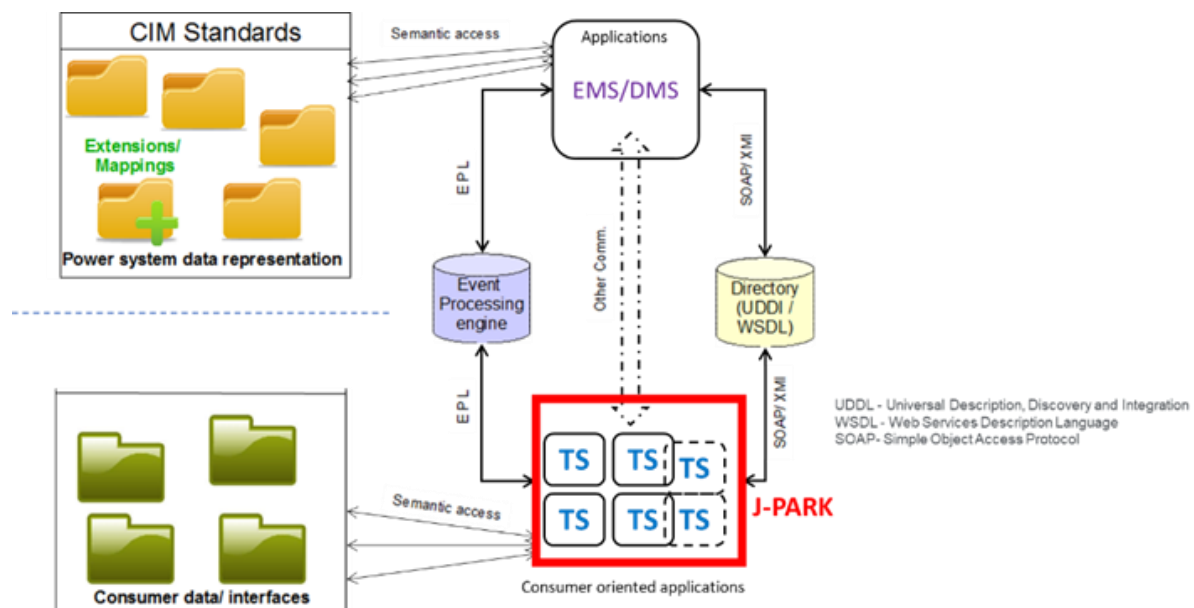 CIM Standards
Extensions/
Mappings
Power system data representation
Semantic access
Applications
EMS/DMS
EPL
SOAP/ XMI
Other Comm.
Event
Processing
engine
Directory
(UDDI /
WSDL)
EPL
SOAP/ XMI
UDDL - Universal Description, Discovery and Integration
WSDL - Web Services Description Language
SOAP- Simple Object Access Protocol
TS
TS
TS
TS
TS
TS
J-PARK
Semantic access
Consumer oriented applications
Consumer data/ interfaces